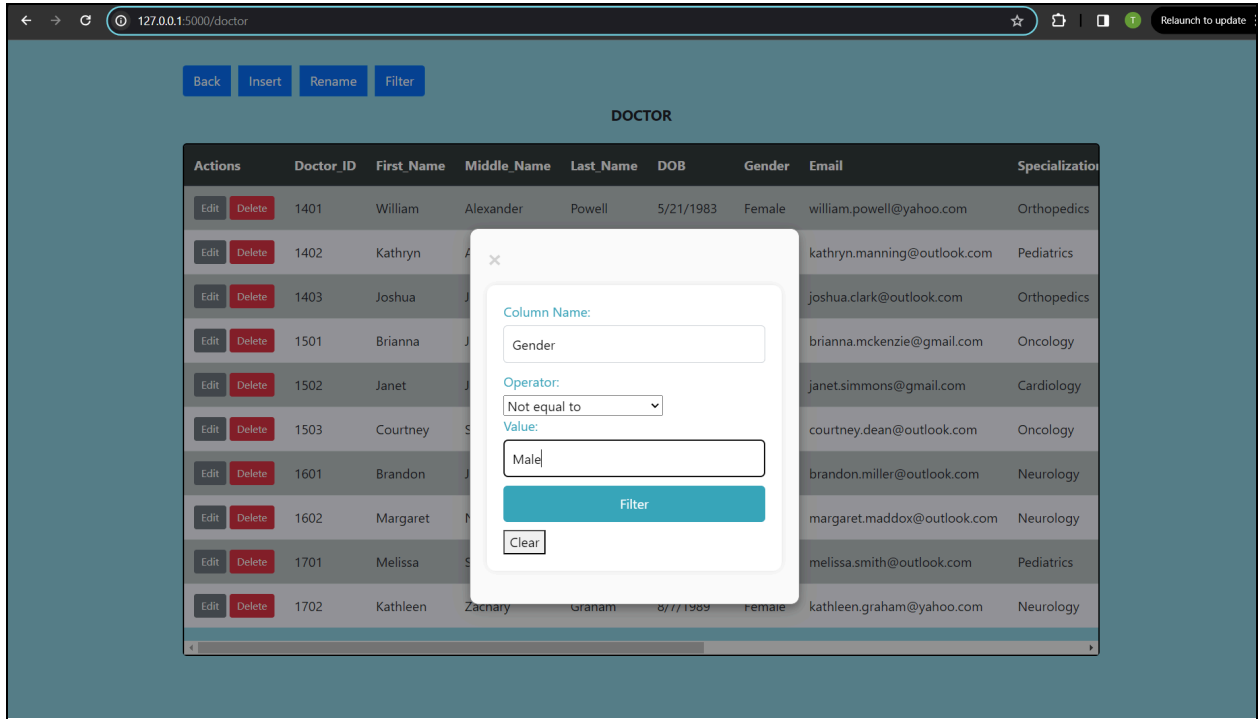 127.0.0.1:5000/doctor T Relaunch to update
Back Insert Rename Filter
DOCTOR
Actions Doctor_ID First_Name Middle_Name Last_Name DOB Gender Email Specialization
Edit Delete 1401 William Alexander Powell 5/21/1983 Female william.powell@yahoo.com Orthopedics
Edit Delete 1402 Kathryn kathryn.manning@outlook.com Pediatrics
Edit Delete 1403 Joshua joshua.clark@outlook.com Orthopedics
Edit Delete 1501 Brianna brianna.mckenzie@gmail.com Oncology
Edit Delete 1502 Janet janet.simmons@gmail.com Cardiology
Edit Delete 1503 Courtney courtney.dean@outlook.com Oncology
Edit Delete 1601 Brandon brandon.miller@outlook.com Neurology
Edit Delete 1602 Margaret margaret.maddox@outlook.com Neurology
Edit Delete 1701 Melissa melissa.smith@outlook.com Pediatrics
Edit Delete 1702 Kathleen Zachary Graham 8/7/1989 Female kathleen.graham@yahoo.com Neurology
×
Column Name:
Gender
Operator:
Not equal to
Value:
Male
Filter
Clear